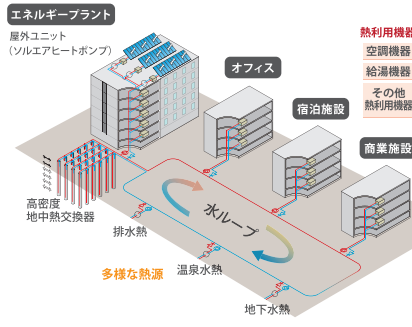 エネルギープラント
屋外ユニット
（ソルエアヒートポンプ）
オフィス
宿泊施設
商業施設
熱利用機器
空調機器
給湯機器
その他
熱利用機器
高密度
地中熱交換器
水ループ
排水熱
温泉水熱
地下水熱
多様な熱源